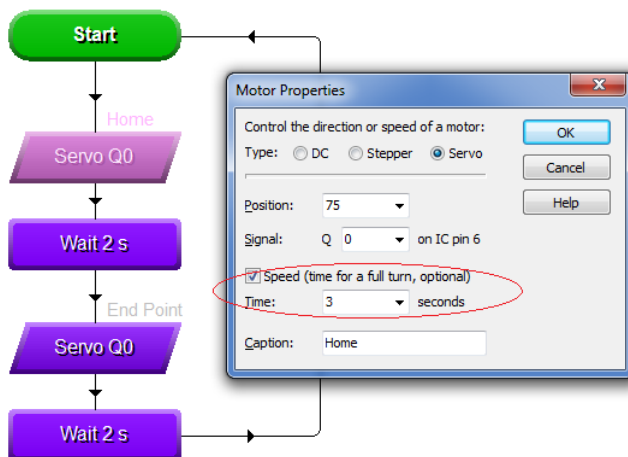 Start
Home
Servo Q0
Wait 2 s
End Point
Servo Q0
Wait 2 s
Motor Properties
Control the direction or speed of a motor:
Type: DC Stepper Servo
Position: 75
Signal: Q 0 on IC pin 6
Speed (time for a full turn, optional)
Time: 3 seconds
Caption: Home
OK
Cancel
Help